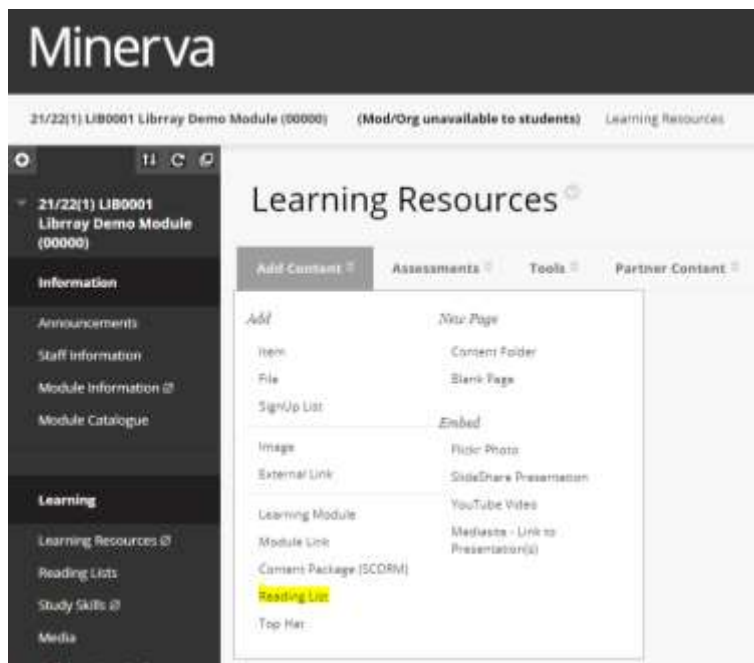 Minerva
21/22(1) LIB0001 Librray Demo Module (00000) (Mod/Org unavailable to students) Learning Resources
21/22(1) LIB0001
Librray Demo Module
(00000)
Information
Announcements
Staff Information
Module Information
Module Catalogue
Learning
Learning Resources
Reading Lists
Study Skills
Media
Learning Resources
Add Content Assessments Tools Partner Content
Add
Item
File
SignUp List
Image
External Link
Learning Module
Module Link
Content Package (SCORM)
Reading List
Top Hat
New Page
Content Folder
Blank Page
Embed
Flickr Photo
SlideShare Presentation
YouTube Video
Mediasite - Link to
Presentation(s)